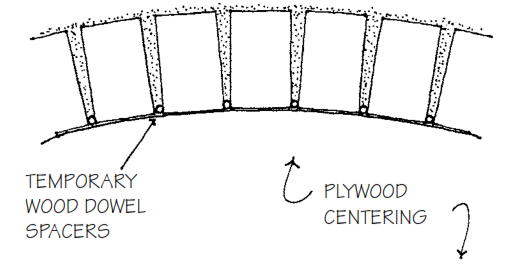 TEMPORARY
WOOD DOWEL
SPACERS
PLYWOOD
CENTERING